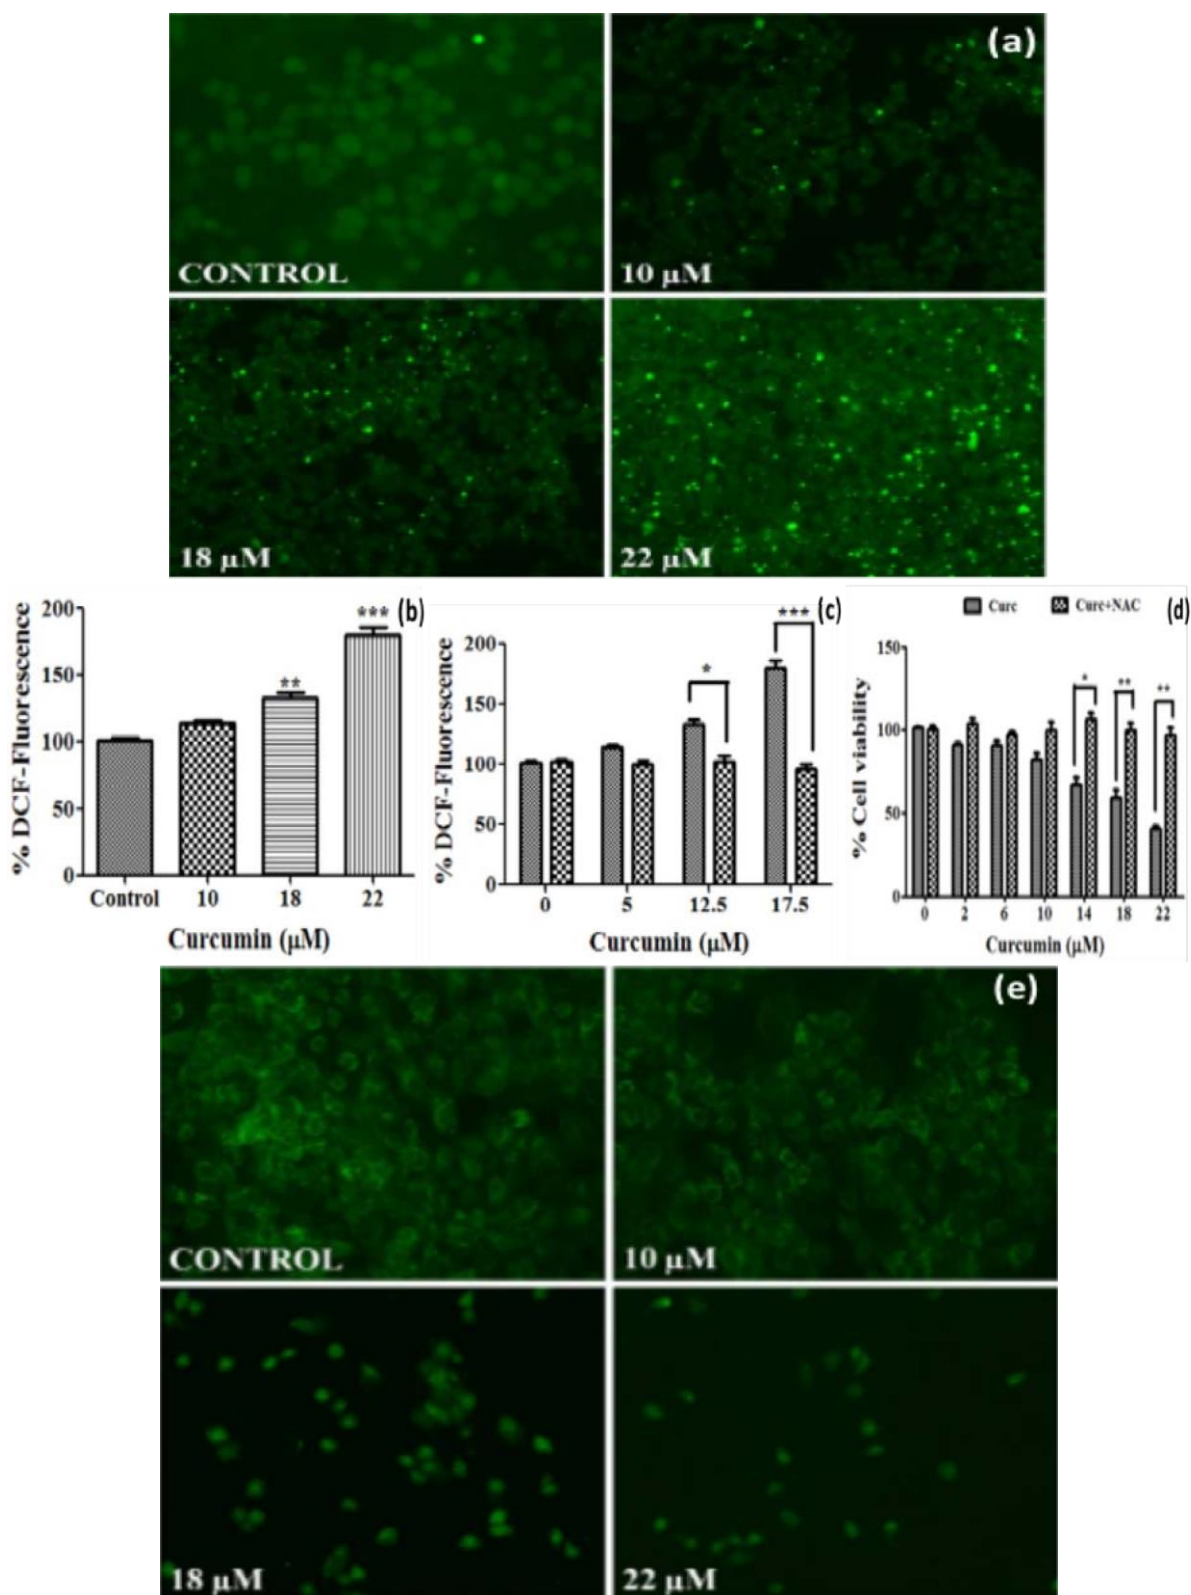 (a)
CONTROL
10 µM
18 µM
22 µM
% DCF-Fluorescence
200
150
100
50
0
***
**
(b)
Control
10
18
22
Curcumin (µM)
% DCF-Fluorescence
200
150
100
50
0
*
***
(c)
0
5
12.5
17.5
Curcumin (µM)
Curc
Curc+NAC
(d)
% Cell viability
150
100
50
0
*
**
**
0
2
6
10
14
18
22
Curcumin (µM)
(e)
CONTROL
10 µM
18 µM
22 µM